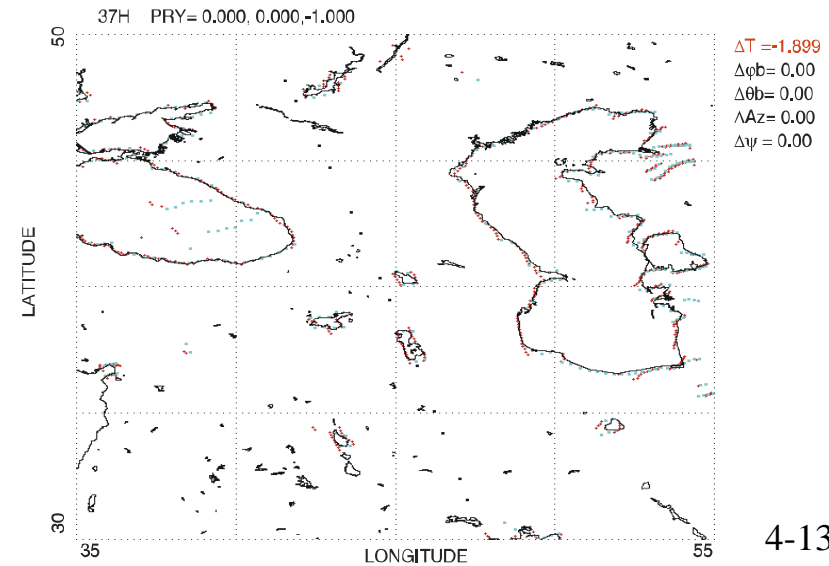 37H PRY= 0.000, 0.000,-1.000
50
ΔT =-1.899
Δφb= 0.00
Δθb= 0.00
ΛAz= 0.00
Δψ = 0.00
LATITUDE
30
35
LONGITUDE
55
4-13